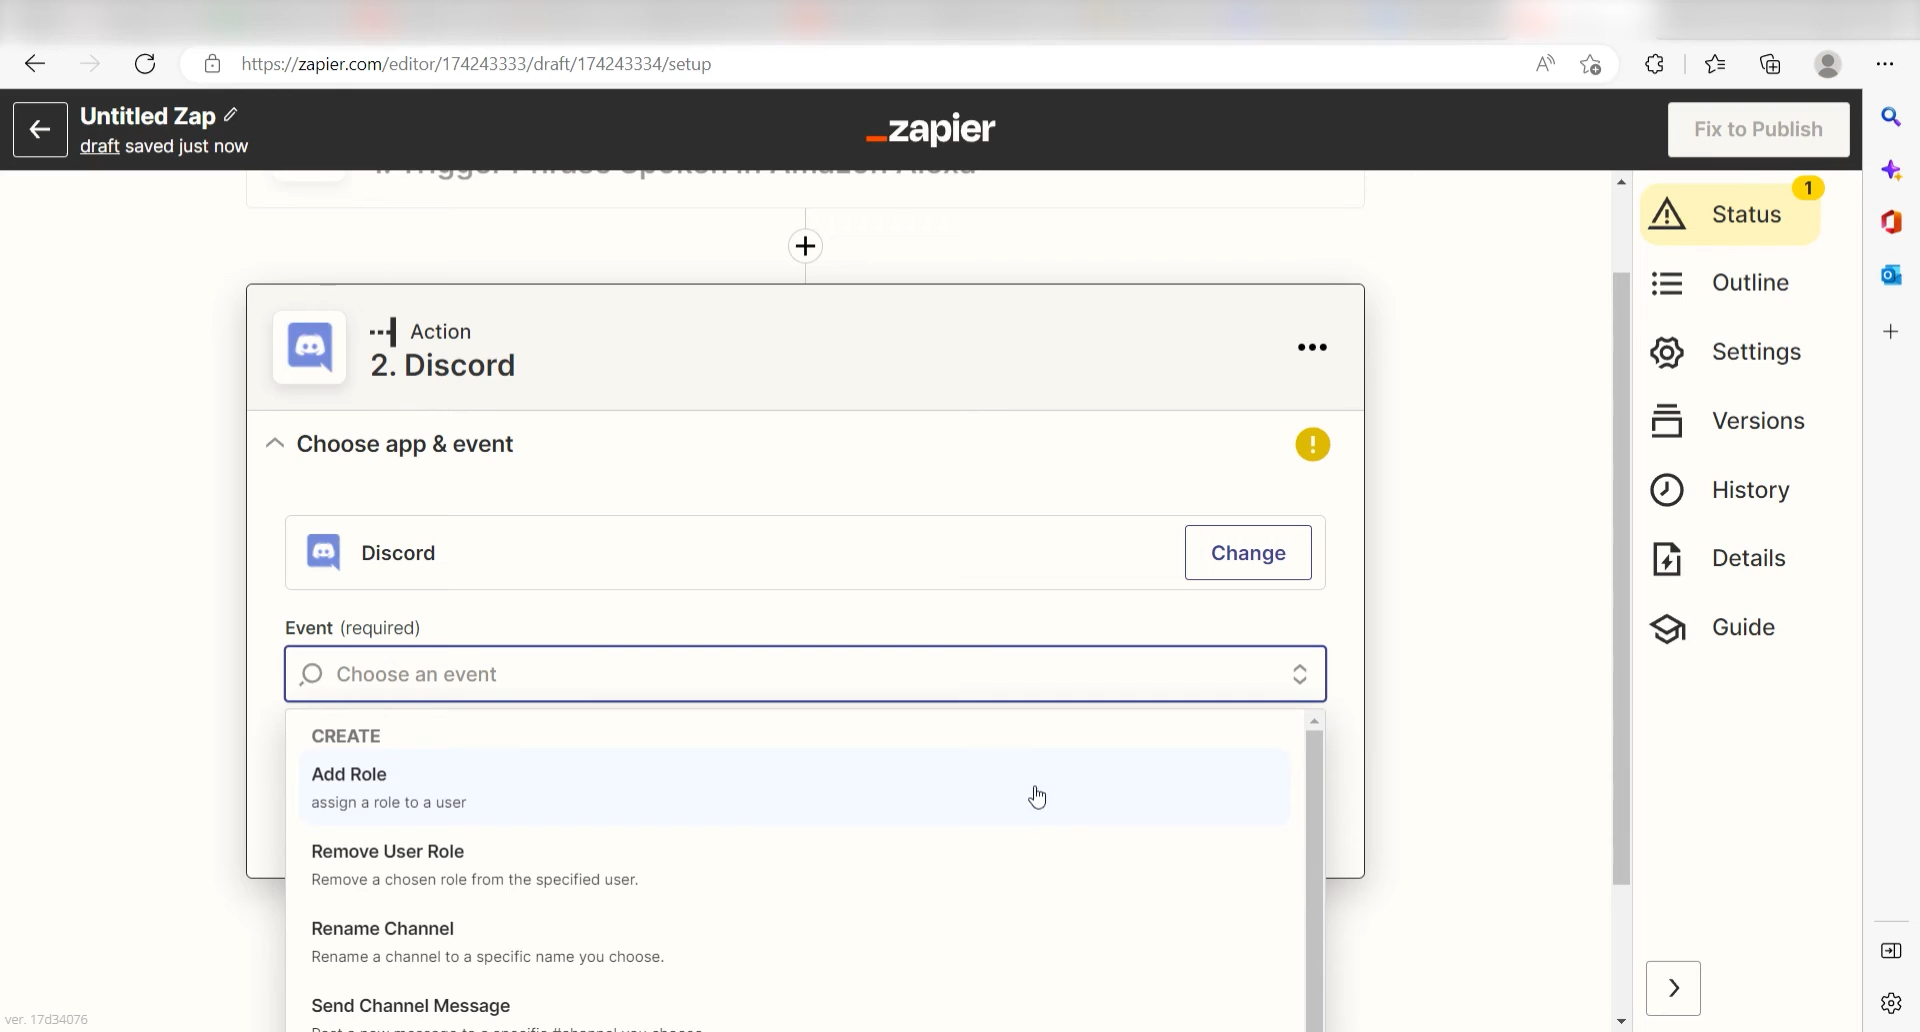 https://zapier.com/editor/174243333/draft/174243334/setup
Untitled Zap
draft saved just now
_zapier
Fix to Publish
1
Status
Outline
Settings
Versions
History
Details
Guide
Action
2. Discord
Choose app & event
Discord
Change
Event (required)
Choose an event
CREATE
Add Role
assign a role to a user
Remove User Role
Remove a chosen role from the specified user.
Rename Channel
Rename a channel to a specific name you choose.
Send Channel Message
ver. 17d34076